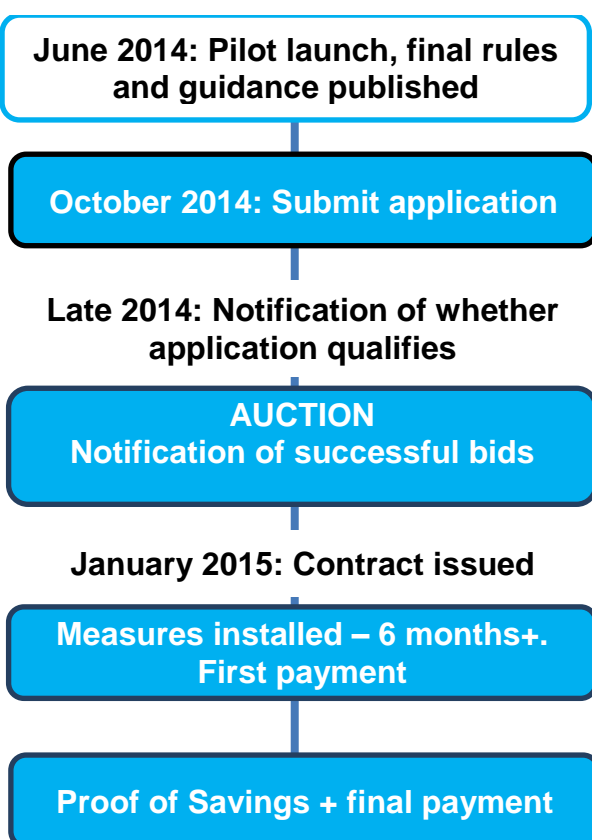 June 2014: Pilot launch, final rules
and guidance published
October 2014: Submit application
Late 2014: Notification of whether
application qualifies
AUCTION
Notification of successful bids
January 2015: Contract issued
Measures installed – 6 months+.
First payment
Proof of Savings + final payment